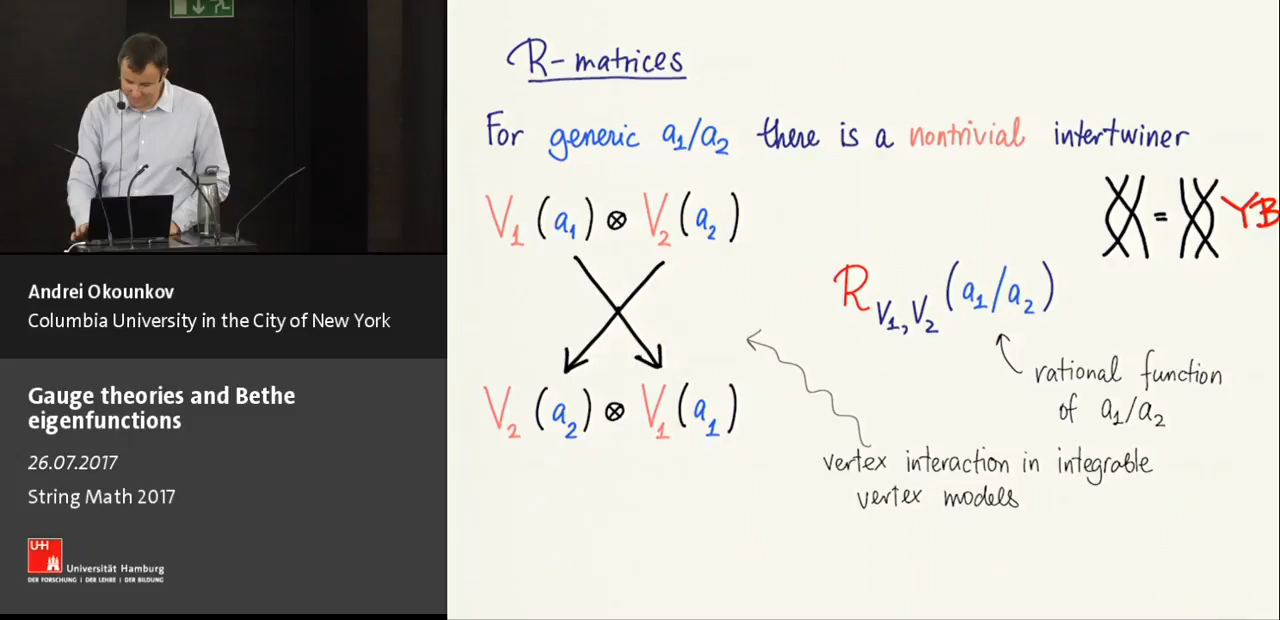 Andrei Okounkov
Columbia University in the City of New York
Gauge theories and Bethe
eigenfunctions
26.07.2017
String Math 2017
UHH
Universität Hamburg
DER FORSCHUNG | DER LEHRE | DER BILDUNG
R-matrices
For generic a₁/a₂ there is a nontrivial intertwiner
V₁(a₁) ⊗ V₂(a₂)
= YB
R V₁,V₂ (a₁/a₂)
rational function
of a₁/a₂
V₂(a₂) ⊗ V₁(a₁)
vertex interaction in integrable
vertex models